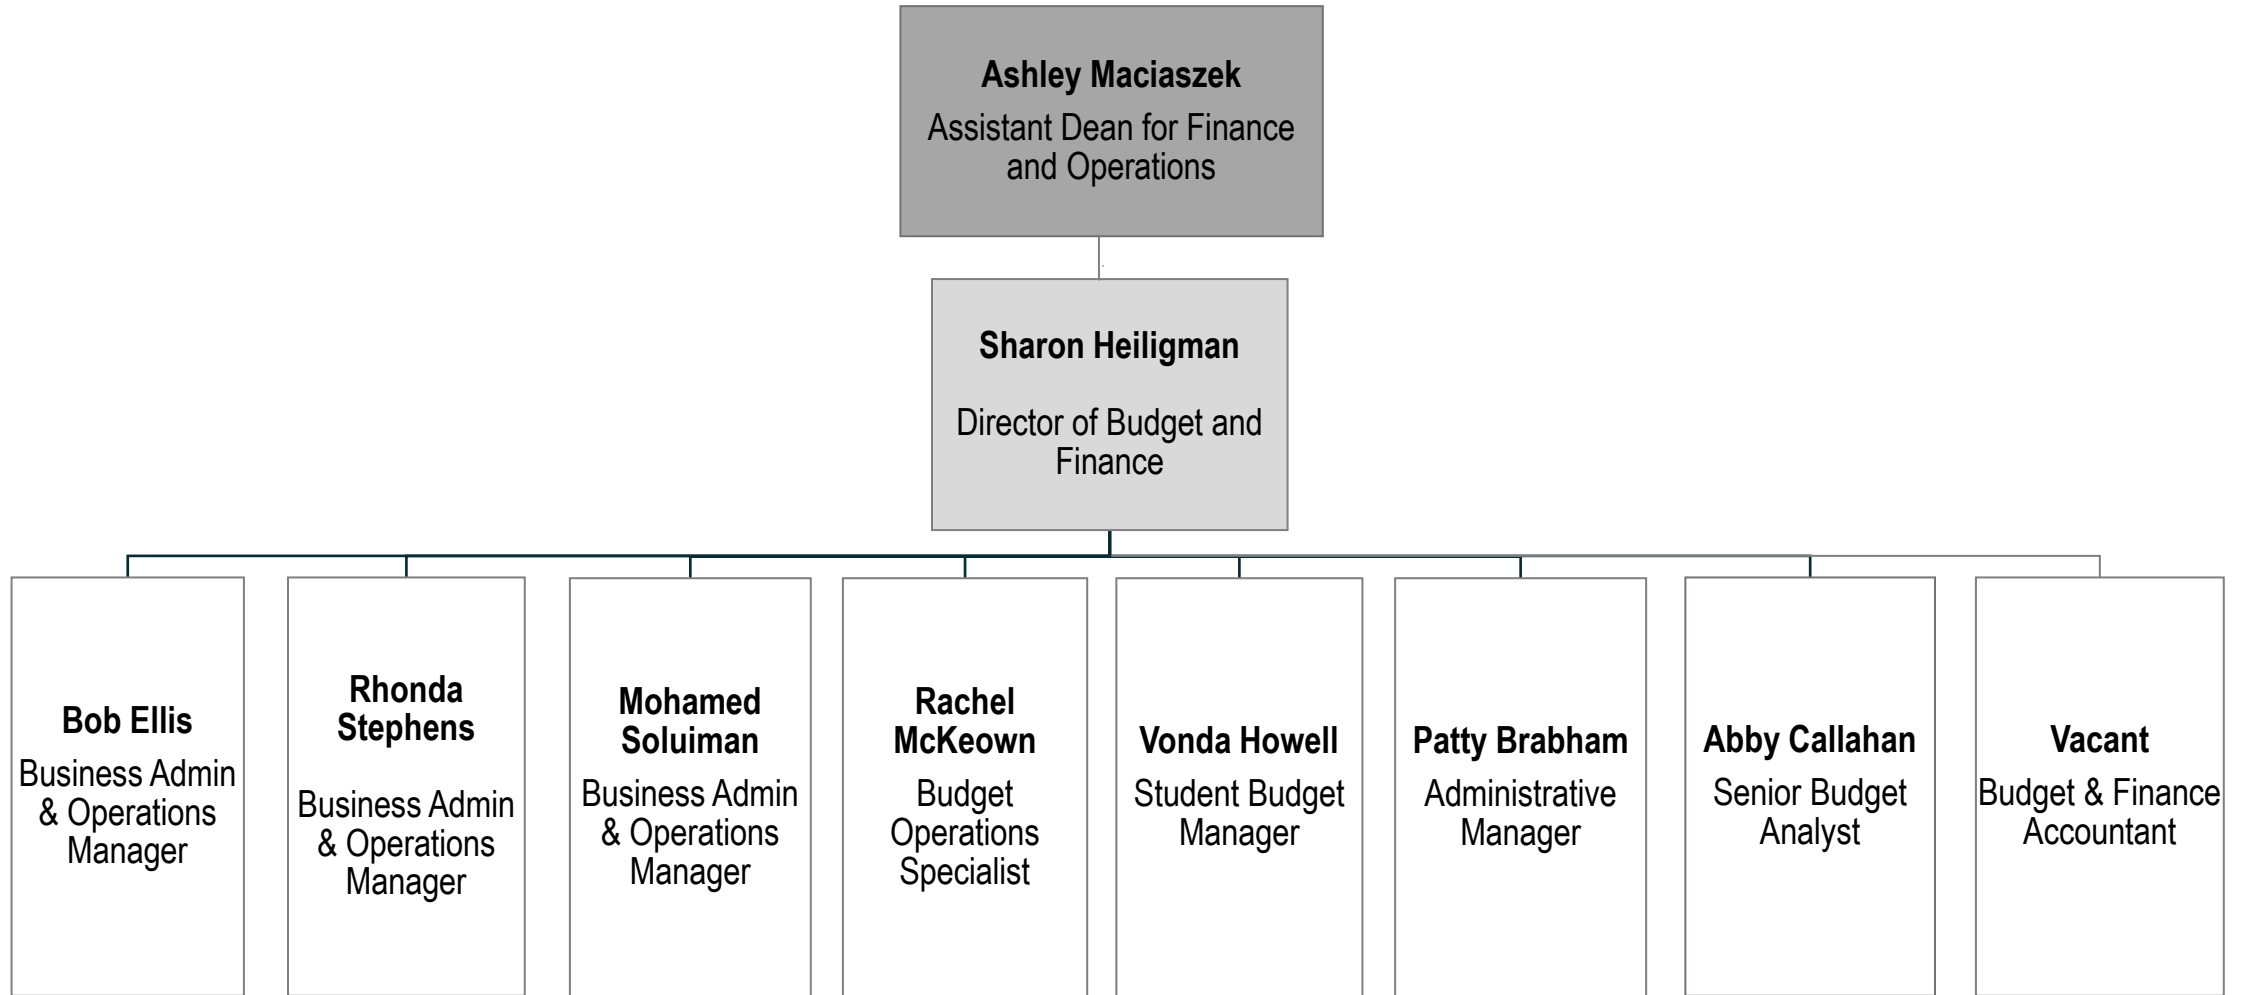 Ashley Maciaszek
Assistant Dean for Finance
and Operations
Sharon Heiligman
Director of Budget and
Finance
Bob Ellis
Business Admin
& Operations
Manager
Rhonda
Stephens
Business Admin
& Operations
Manager
Mohamed
Soluiman
Business Admin
& Operations
Manager
Rachel
McKeown
Budget
Operations
Specialist
Vonda Howell
Student Budget
Manager
Patty Brabham
Administrative
Manager
Abby Callahan
Senior Budget
Analyst
Vacant
Budget & Finance
Accountant